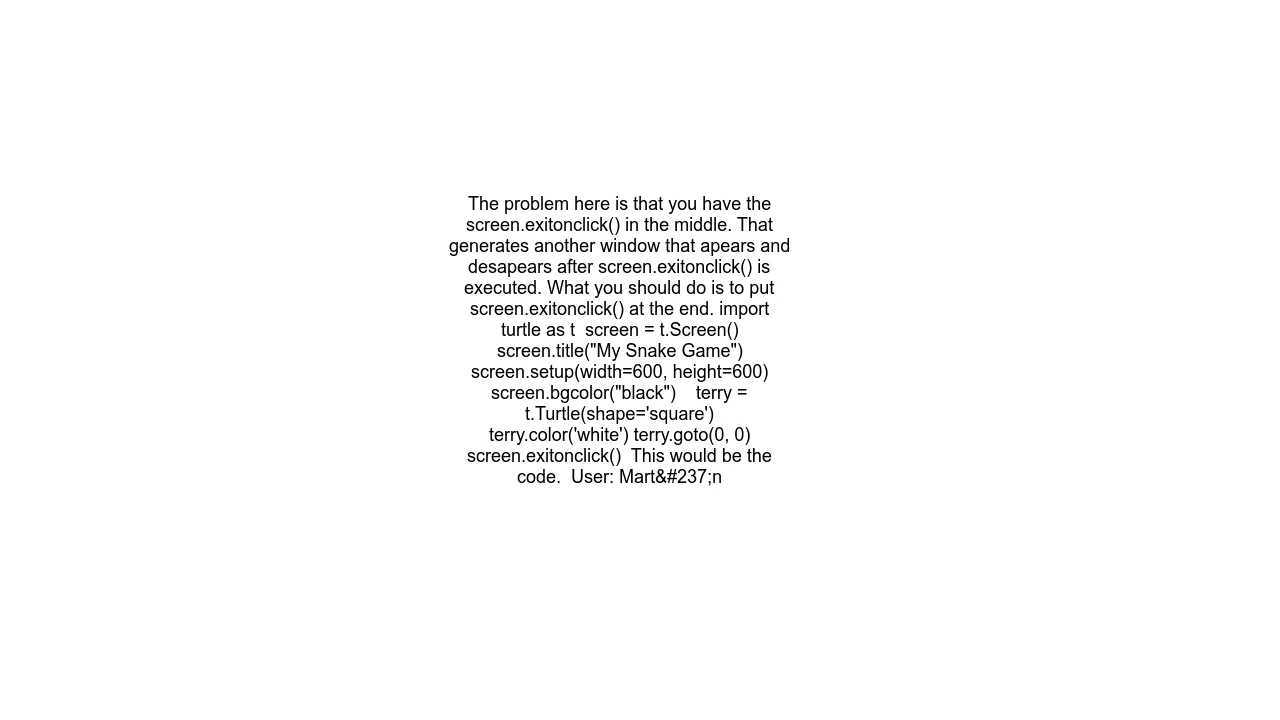 The problem here is that you have the
screen.exitonclick() in the middle. That
generates another window that apears and
desapears after screen.exitonclick() is
executed. What you should do is to put
screen.exitonclick() at the end. import
turtle as t  screen = t.Screen()
screen.title("My Snake Game")
screen.setup(width=600, height=600)
screen.bgcolor("black")    terry =
t.Turtle(shape='square')
terry.color('white') terry.goto(0, 0)
screen.exitonclick()  This would be the
code.  User: Mart&#237;n